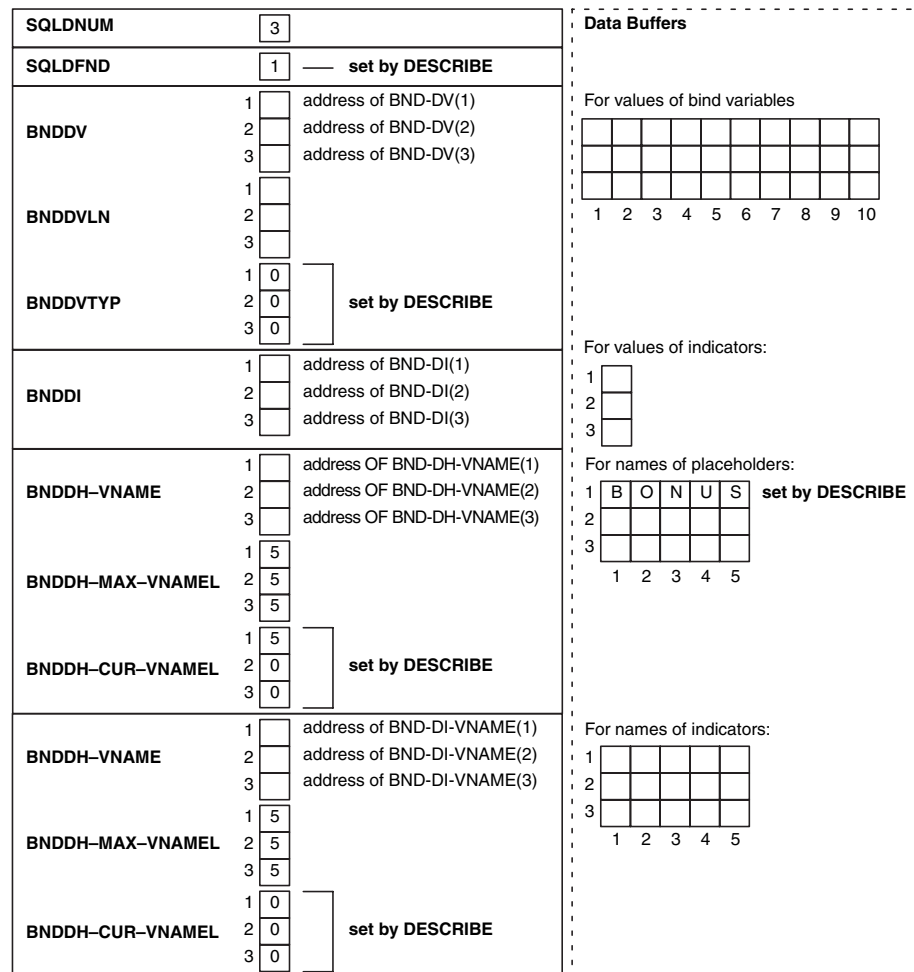 SQLDNUM 3
SQLDFND 1 set by DESCRIBE
BNDDV
1 address of BND-DV(1)
2 address of BND-DV(2)
3 address of BND-DV(3)
BNDDVLN
1
2
3
BNDDVTYP
1 0
2 0
3 0
set by DESCRIBE
BNDDI
1 address of BND-DI(1)
2 address of BND-DI(2)
3 address of BND-DI(3)
BNDDH–VNAME
1 address OF BND-DH-VNAME(1)
2 address OF BND-DH-VNAME(2)
3 address OF BND-DH-VNAME(3)
BNDDH–MAX–VNAMEL
1 5
2 5
3 5
BNDDH–CUR–VNAMEL
1 5
2 0
3 0
set by DESCRIBE
BNDDH–VNAME
1 address of BND-DI-VNAME(1)
2 address of BND-DI-VNAME(2)
3 address of BND-DI-VNAME(3)
BNDDH–MAX–VNAMEL
1 5
2 5
3 5
BNDDH–CUR–VNAMEL
1 0
2 0
3 0
set by DESCRIBE
Data Buffers
For values of bind variables
1 2 3 4 5 6 7 8 9 10
For values of indicators:
1
2
3
For names of placeholders:
1 B O N U S set by DESCRIBE
2
3
1 2 3 4 5
For names of indicators:
1
2
3
1 2 3 4 5